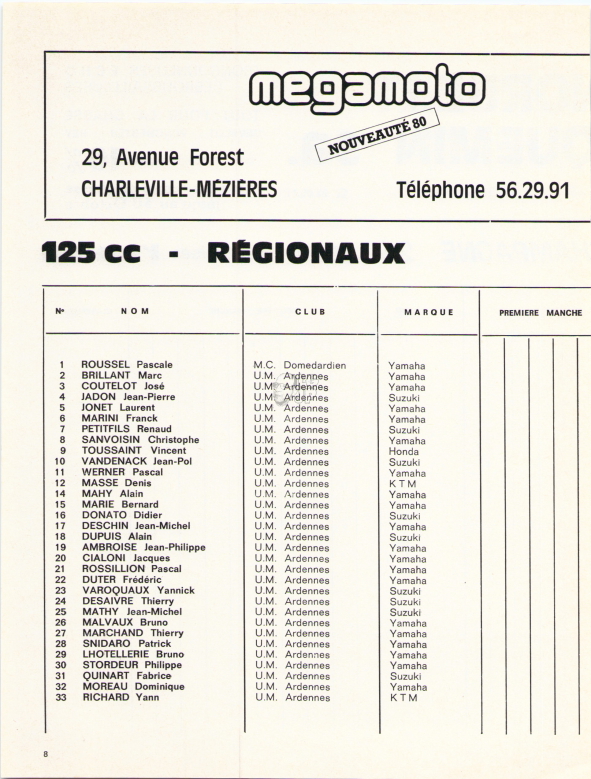 megamoto
NOUVEAUTÉ 80
29, Avenue Forest
CHARLEVILLE-MÉZIÈRES Téléphone 56.29.91
125 cc - RÉGIONAUX
N° NOM CLUB MARQUE PREMIERE MANCHE
1 ROUSSEL Pascale M.C. Domedardien Yamaha
2 BRILLANT Marc U.M. Ardennes Yamaha
3 COUTELOT José U.M. Ardennes Yamaha
4 JADON Jean-Pierre U.M. Ardennes Suzuki
5 JONET Laurent U.M. Ardennes Yamaha
6 MARINI Franck U.M. Ardennes Yamaha
7 PETITFILS Renaud U.M. Ardennes Suzuki
8 SANVOISIN Christophe U.M. Ardennes Yamaha
9 TOUSSAINT Vincent U.M. Ardennes Honda
10 VANDENACK Jean-Pol U.M. Ardennes Suzuki
11 WERNER Pascal U.M. Ardennes Yamaha
12 MASSE Denis U.M. Ardennes KTM
14 MAHY Alain U.M. Ardennes Yamaha
15 MARIE Bernard U.M. Ardennes Yamaha
16 DONATO Didier U.M. Ardennes Suzuki
17 DESCHIN Jean-Michel U.M. Ardennes Yamaha
18 DUPUIS Alain U.M. Ardennes Suzuki
19 AMBROISE Jean-Philippe U.M. Ardennes Yamaha
20 CIALONI Jacques U.M. Ardennes Yamaha
21 ROSSILLION Pascal U.M. Ardennes Yamaha
22 DUTER Frédéric U.M. Ardennes Yamaha
23 VAROQUAUX Yannick U.M. Ardennes Suzuki
24 DESAIVRE Thierry U.M. Ardennes Suzuki
25 MATHY Jean-Michel U.M. Ardennes Suzuki
26 MALVAUX Bruno U.M. Ardennes Yamaha
27 MARCHAND Thierry U.M. Ardennes Yamaha
28 SNIDARO Patrick U.M. Ardennes Yamaha
29 LHOTELLERIE Bruno U.M. Ardennes Yamaha
30 STORDEUR Philippe U.M. Ardennes Yamaha
31 QUINART Fabrice U.M. Ardennes Suzuki
32 MOREAU Dominique U.M. Ardennes Yamaha
33 RICHARD Yann U.M. Ardennes KTM
8